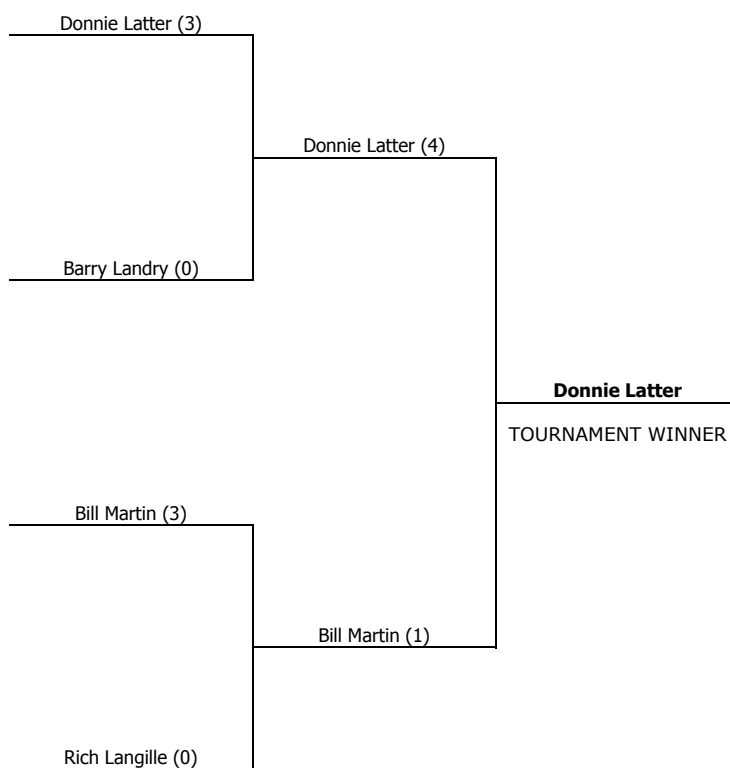 Donnie Latter (3)
Donnie Latter (4)
Barry Landry (0)
Donnie Latter
TOURNAMENT WINNER
Bill Martin (3)
Bill Martin (1)
Rich Langille (0)